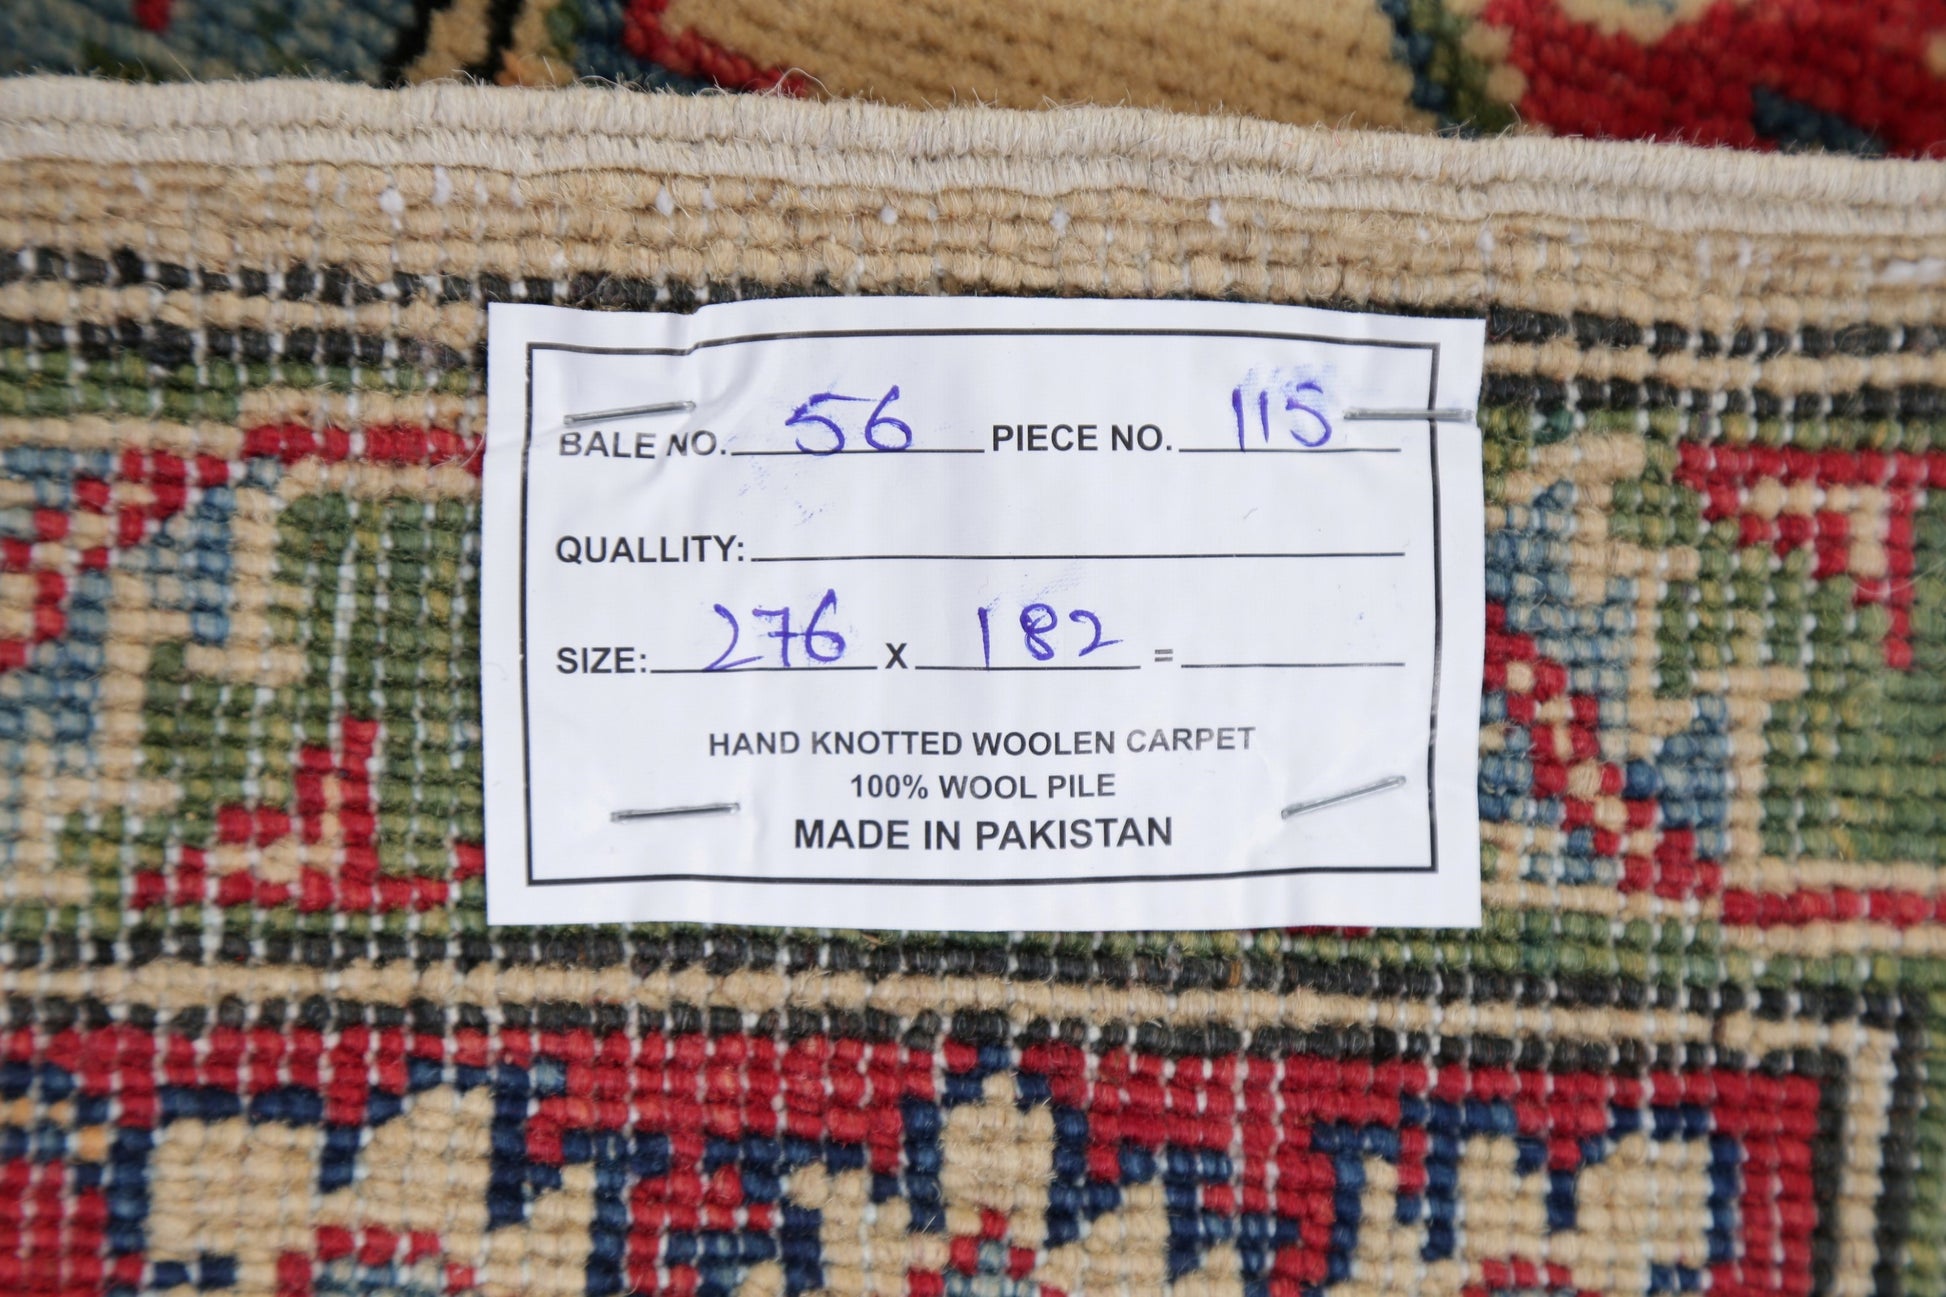 BALE NO. 56 PIECE NO. 115
QUALLITY:
SIZE: 276 X 182 =
HAND KNOTTED WOOLEN CARPET
100% WOOL PILE
MADE IN PAKISTAN